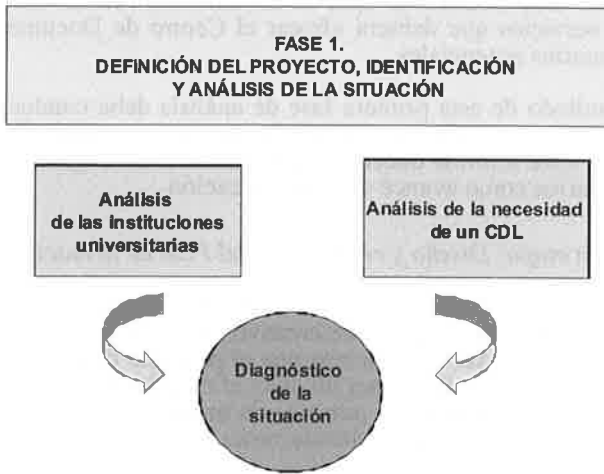 FASE 1.
DEFINICIÓN DEL PROYECTO, IDENTIFICACIÓN
Y ANÁLISIS DE LA SITUACIÓN
Análisis
de las instituciones
universitarias
Análisis de la necesidad
de un CDL
Diagnóstico
de la
situación